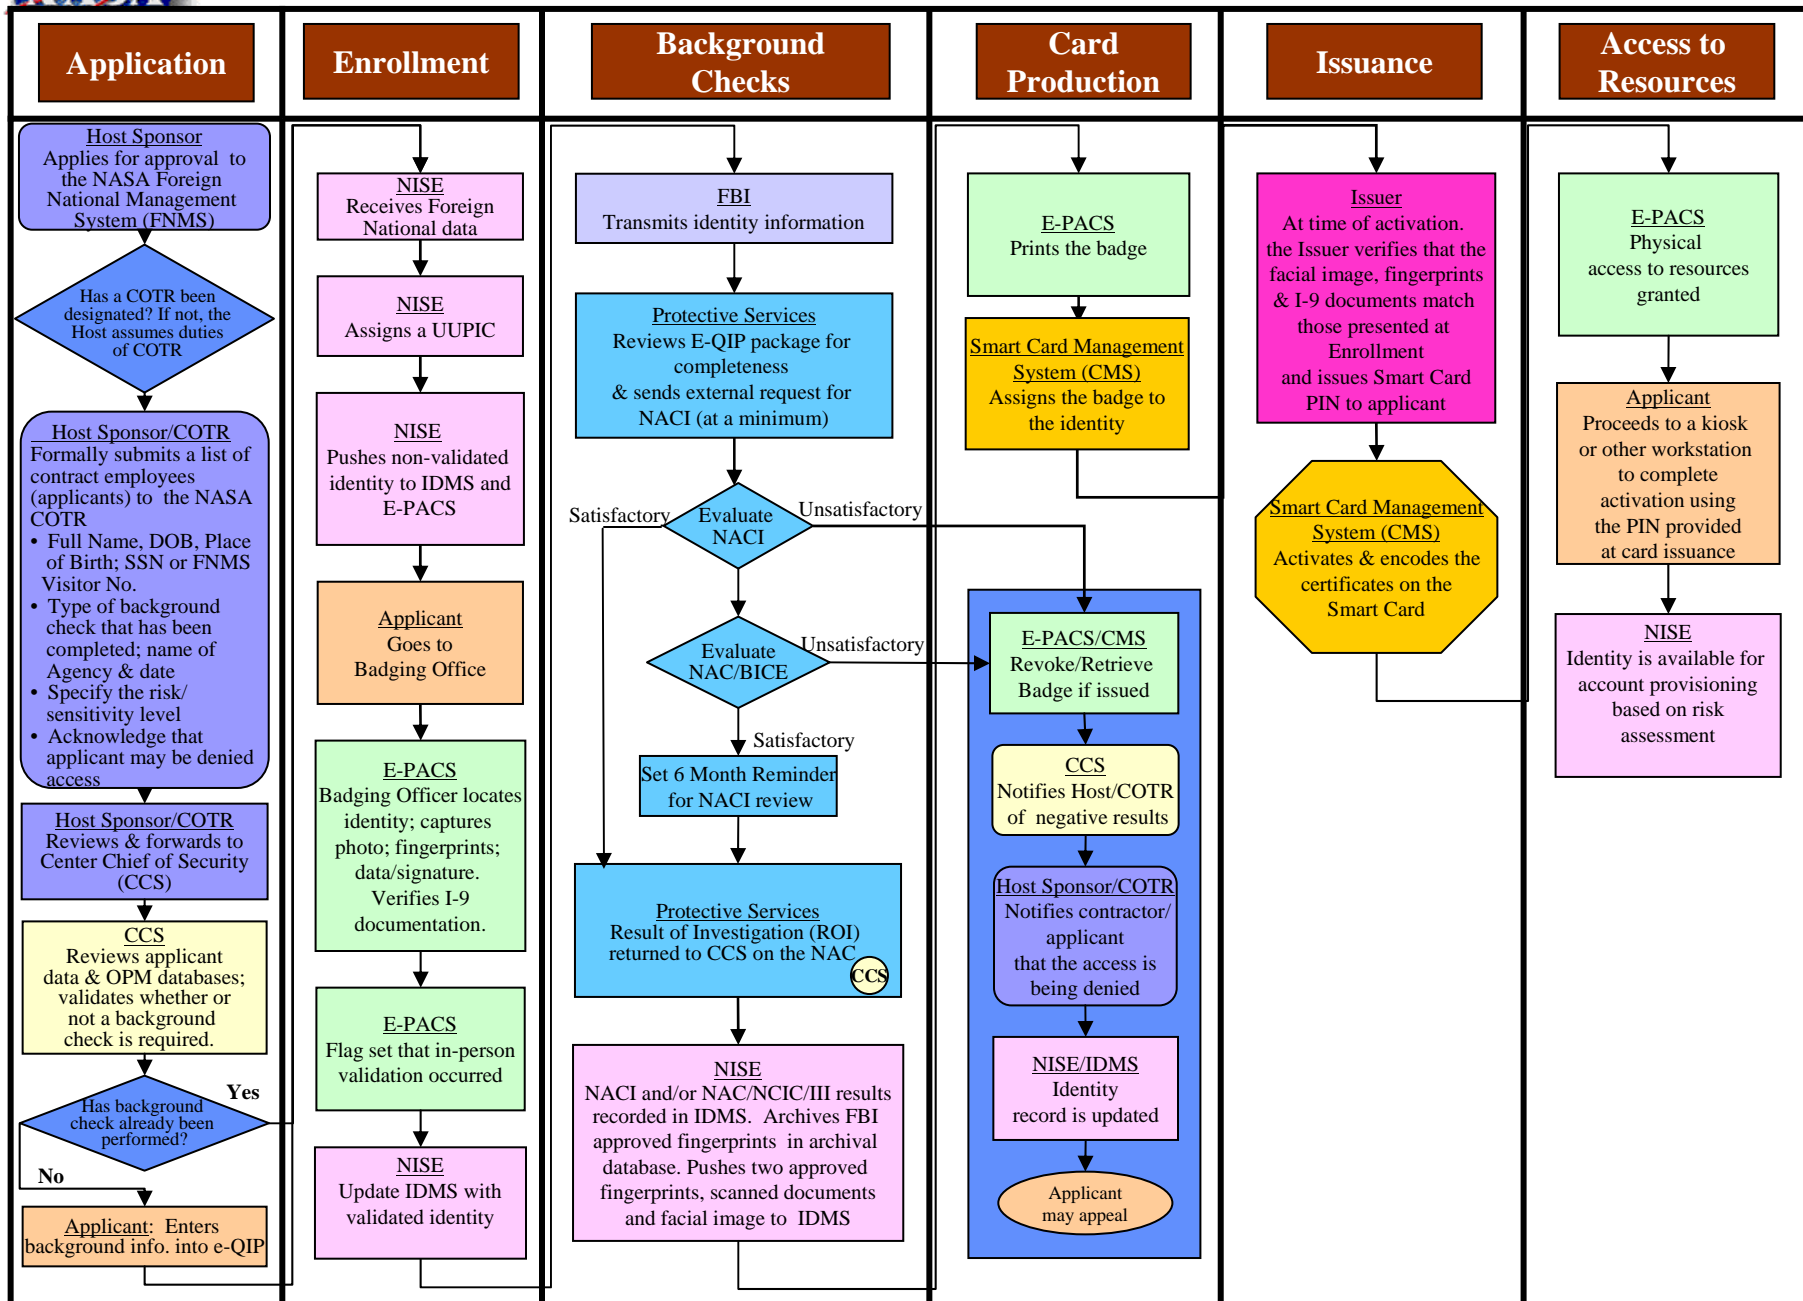 Application
Enrollment
Background
Checks
Card
Production
Issuance
Access to
Resources
Host Sponsor
Applies for approval to
the NASA Foreign
National Management
System (FNMS)
Has a COTR been
designated? If not, the
Host assumes duties
of COTR
Host Sponsor/COTR
Formally submits a list of
contract employees
(applicants) to the NASA
COTR
• Full Name, DOB, Place
of Birth; SSN or FNMS
Visitor No.
• Type of background
check that has been
completed; name of
Agency & date
• Specify the risk/
sensitivity level
• Acknowledge that
applicant may be denied
access
Host Sponsor/COTR
Reviews & forwards to
Center Chief of Security
(CCS)
CCS
Reviews applicant
data & OPM databases;
validates whether or
not a background
check is required.
Has background
check already been
performed?
Yes
No
Applicant: Enters
background info. into e-QIP
NISE
Receives Foreign
National data
NISE
Assigns a UUPIC
NISE
Pushes non-validated
identity to IDMS and
E-PACS
Applicant
Goes to
Badging Office
E-PACS
Badging Officer locates
identity; captures
photo; fingerprints;
data/signature.
Verifies I-9
documentation.
E-PACS
Flag set that in-person
validation occurred
NISE
Update IDMS with
validated identity
FBI
Transmits identity information
Protective Services
Reviews E-QIP package for
completeness
& sends external request for
NACI (at a minimum)
Satisfactory
Evaluate
NACI
Unsatisfactory
Evaluate
NAC/BICE
Unsatisfactory
Satisfactory
Set 6 Month Reminder
for NACI review
Protective Services
Result of Investigation (ROI)
returned to CCS on the NAC
CCS
NISE
NACI and/or NAC/NCIC/III results
recorded in IDMS. Archives FBI
approved fingerprints in archival
database. Pushes two approved
fingerprints, scanned documents
and facial image to IDMS
E-PACS
Prints the badge
Smart Card Management
System (CMS)
Assigns the badge to
the identity
E-PACS/CMS
Revoke/Retrieve
Badge if issued
CCS
Notifies Host/COTR
of negative results
Host Sponsor/COTR
Notifies contractor/
applicant
that the access is
being denied
NISE/IDMS
Identity
record is updated
Applicant
may appeal
Issuer
At time of activation.
the Issuer verifies that the
facial image, fingerprints
& I-9 documents match
those presented at
Enrollment
and issues Smart Card
PIN to applicant
Smart Card Management
System (CMS)
Activates & encodes the
certificates on the
Smart Card
E-PACS
Physical
access to resources
granted
Applicant
Proceeds to a kiosk
or other workstation
to complete
activation using
the PIN provided
at card issuance
NISE
Identity is available for
account provisioning
based on risk
assessment